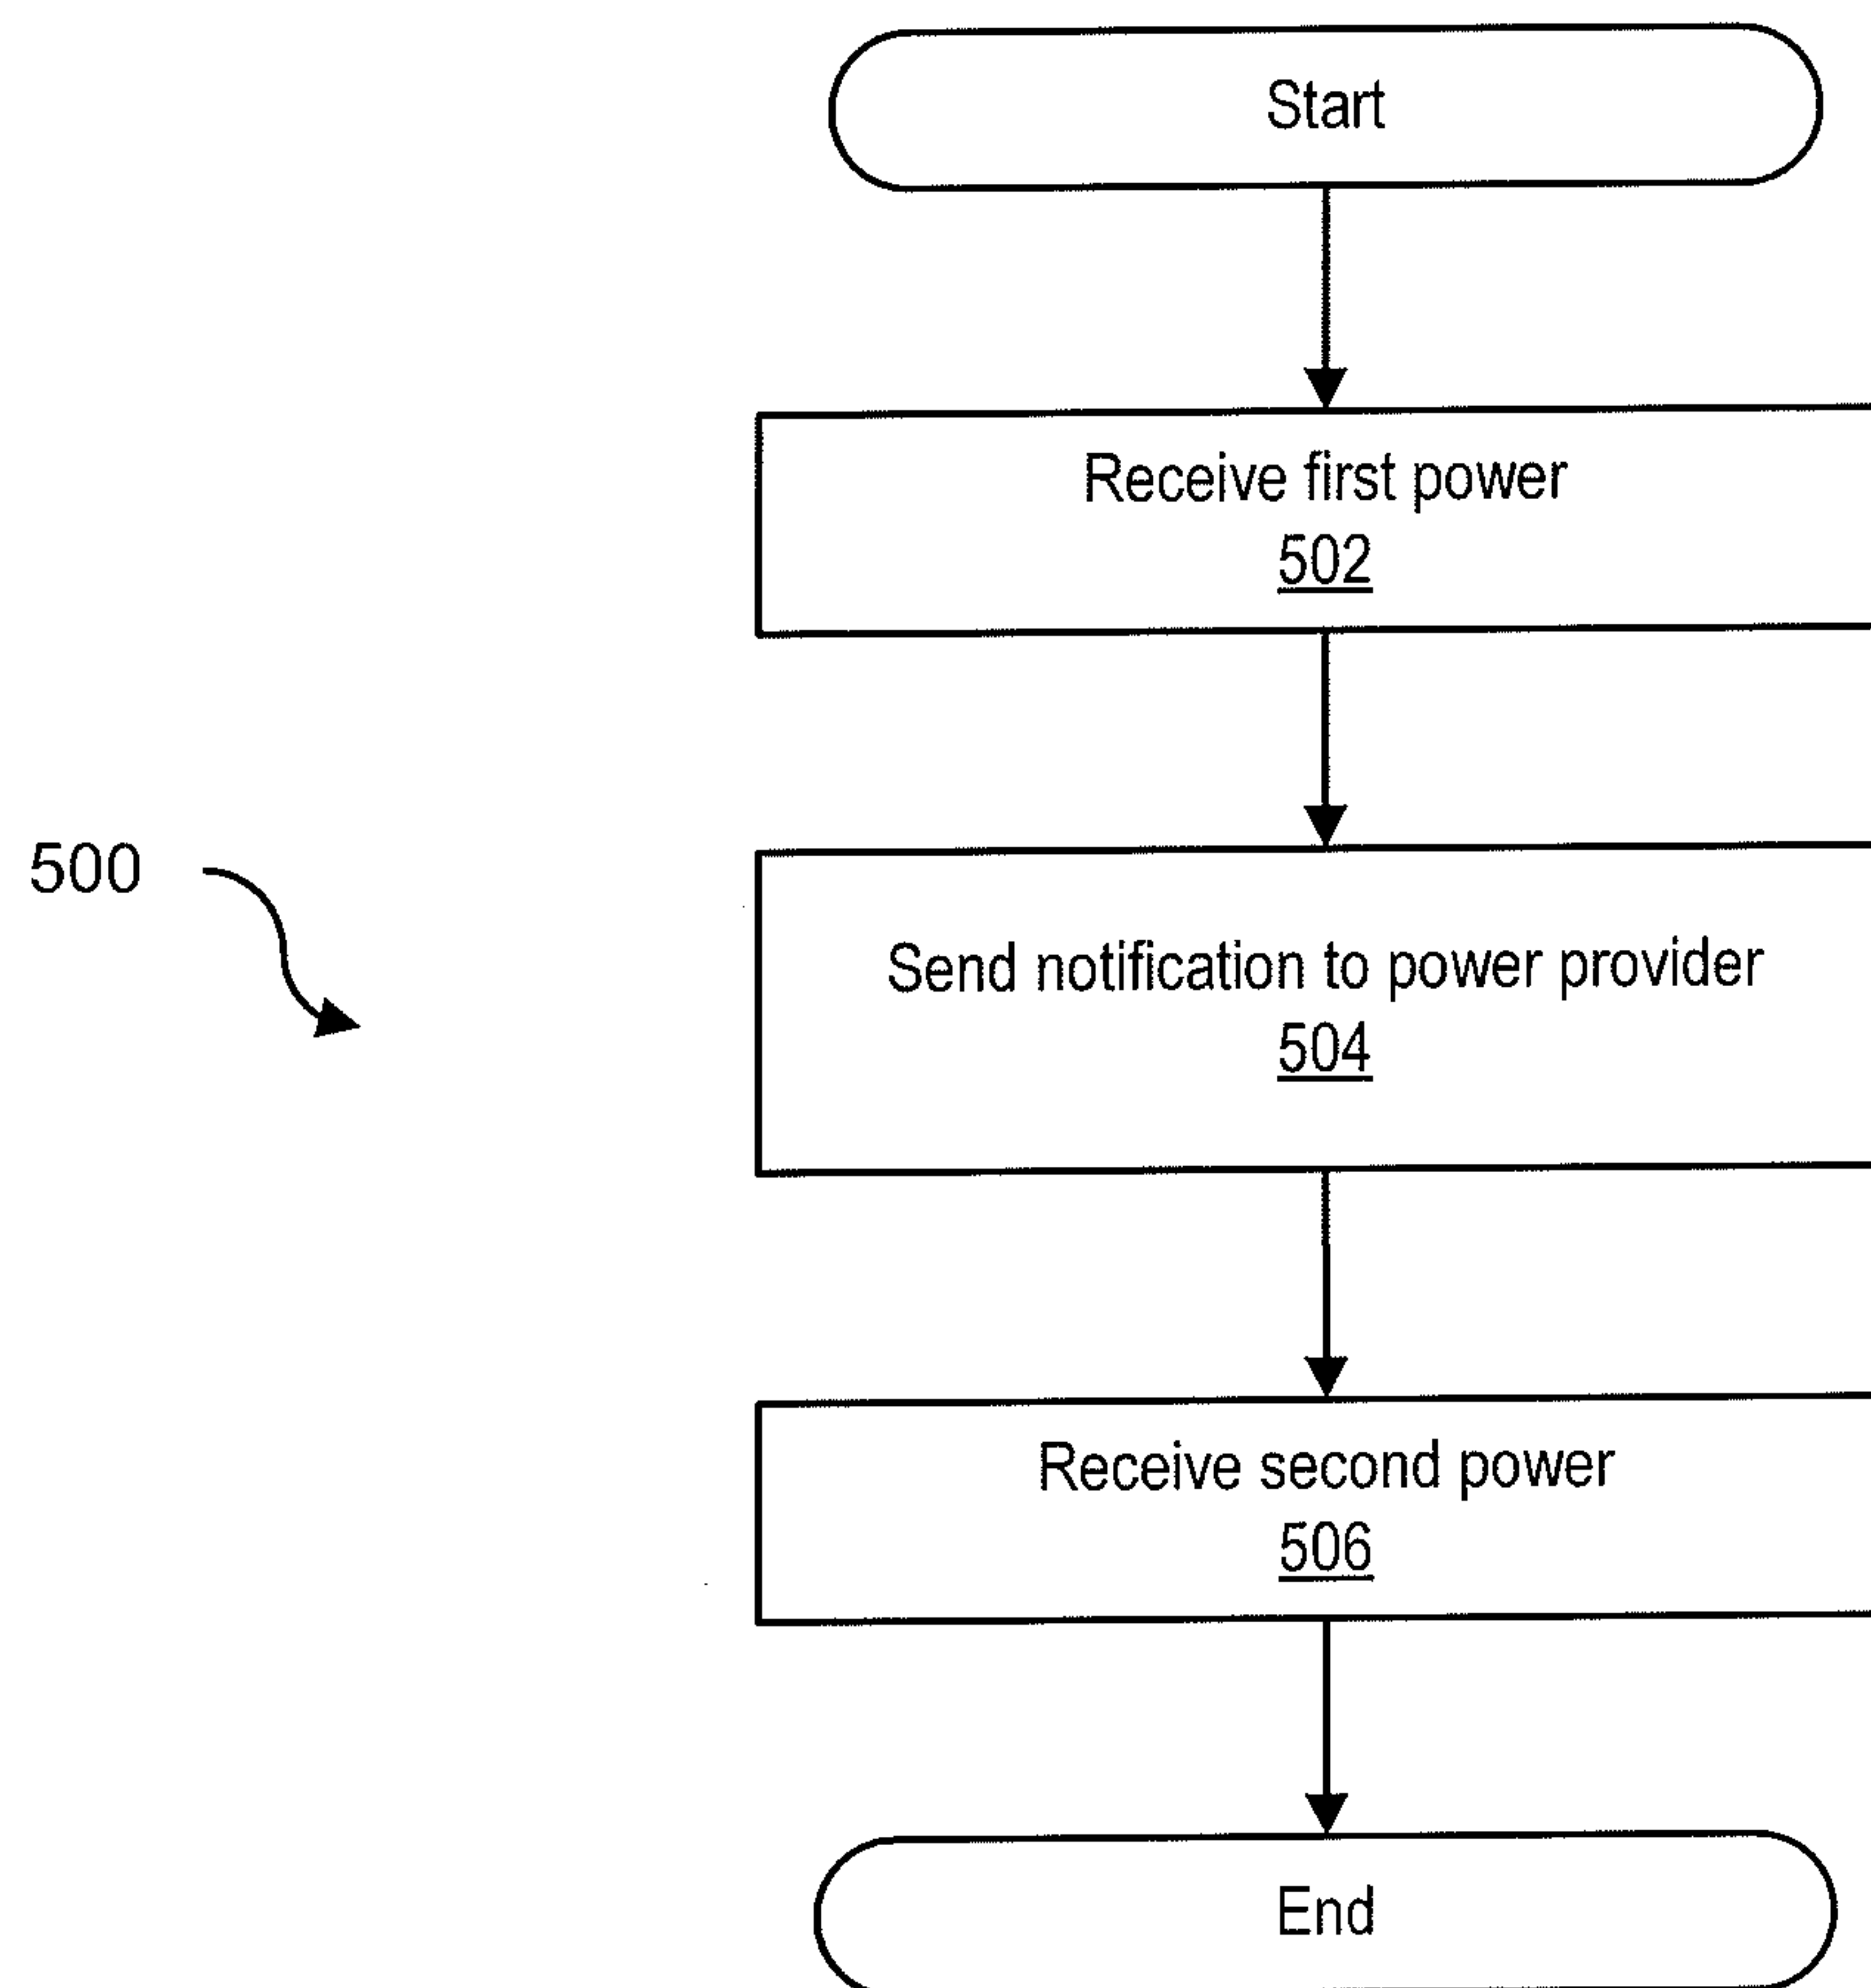 Start
Receive first power
502
500
Send notification to power provider
504
Receive second power
506
End